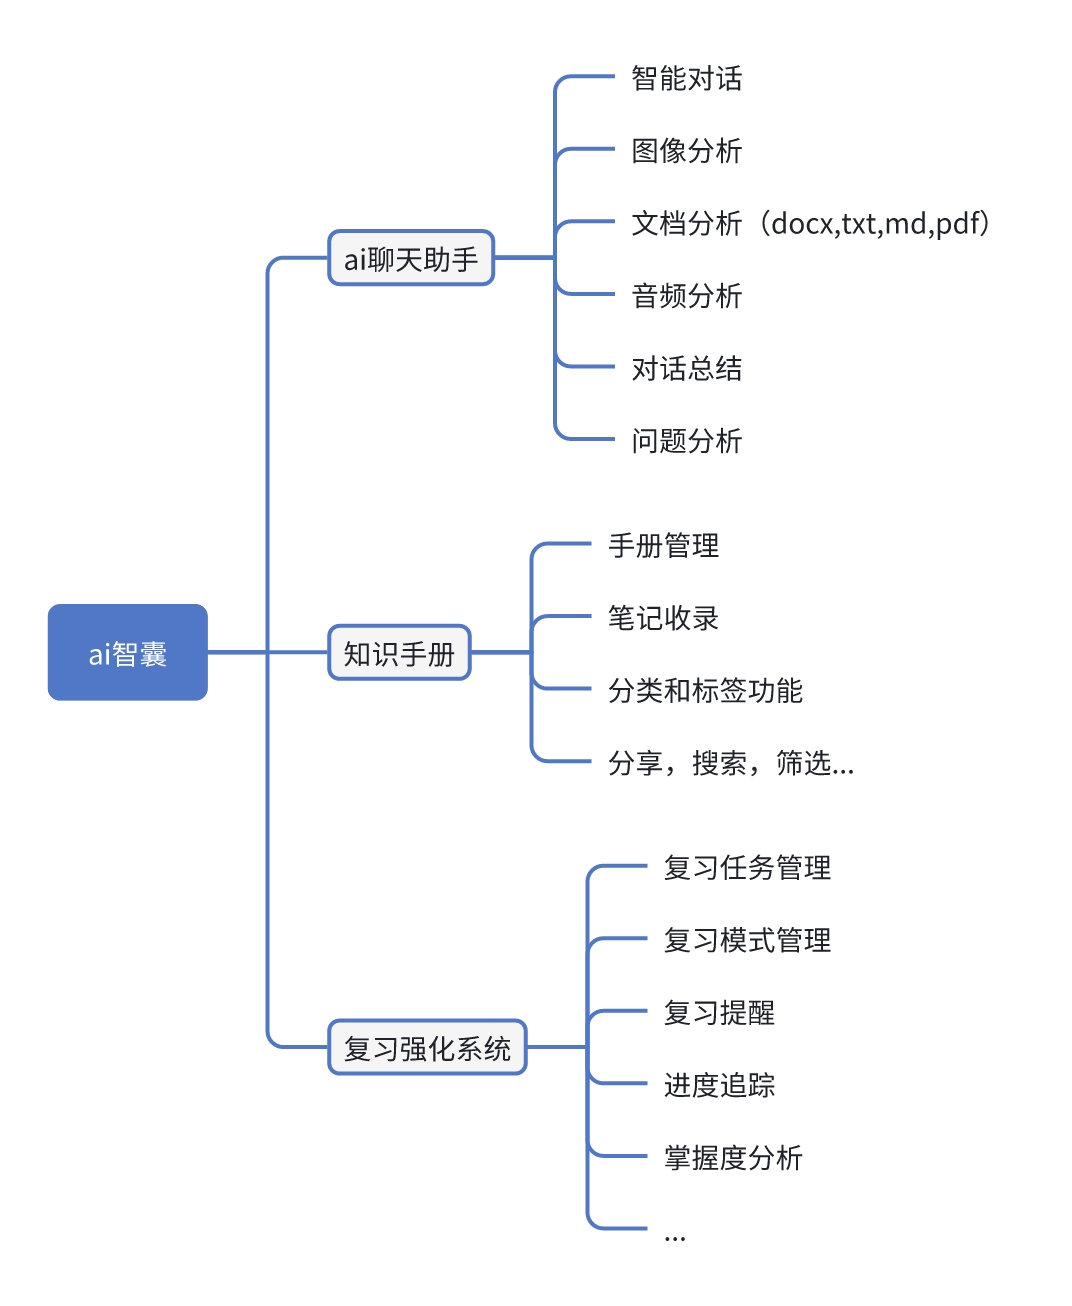 ai智囊
ai聊天助手
智能对话
图像分析
文档分析（docx,txt,md,pdf）
音频分析
对话总结
问题分析
知识手册
手册管理
笔记收录
分类和标签功能
分享，搜索，筛选...
复习强化系统
复习任务管理
复习模式管理
复习提醒
进度追踪
掌握度分析
...